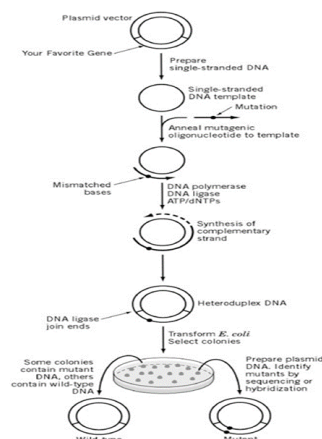 Plasmid vector
Your Favorite Gene
Prepare
single-stranded DNA
Single-stranded
DNA template
Mutation
Anneal mutagenic
oligonucleotide to template
Mismatched
bases
DNA polymerase
DNA ligase
ATP/dNTPs
Synthesis of
complementary
strand
Heteroduplex DNA
DNA ligase
join ends
Transform E. coli
Select colonies
Some colonies
contain mutant
DNA, others
contain wild-type
DNA
Prepare plasmid
DNA. Identify
mutants by
sequencing or
hybridization
Wild-type
Mutant